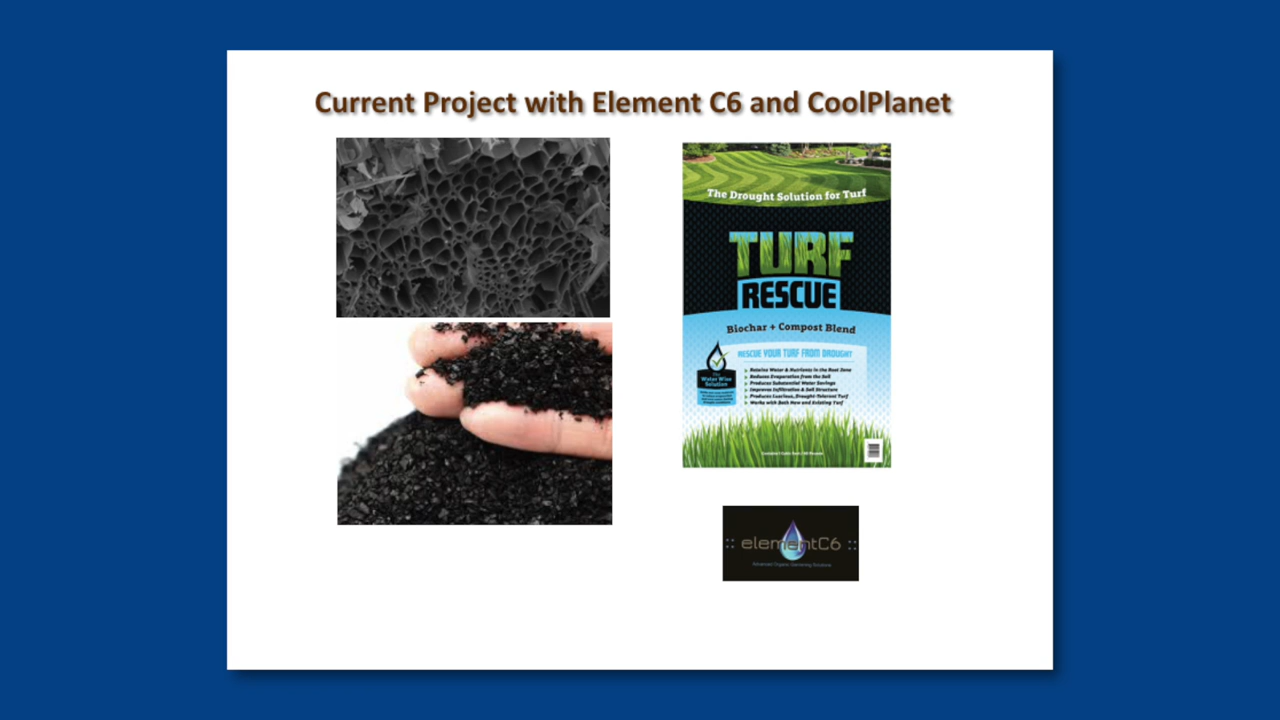 Current Project with Element C6 and CoolPlanet
The Drought Solution for Turf
TURF
RESCUE
Biochar + Compost Blend
RESCUE YOUR TURF FROM DROUGHT
The
Water Wise
Solution
Retains Water & Nutrients in the Root Zone
Reduces Evaporation from the Soil
Produces Substantial Water Savings
Improves Infiltration & Soil Structure
Produces Luscious, Drought-Tolerant Turf
Works with Both New and Existing Turf
elementC6
Advanced Organic Gardening Solutions